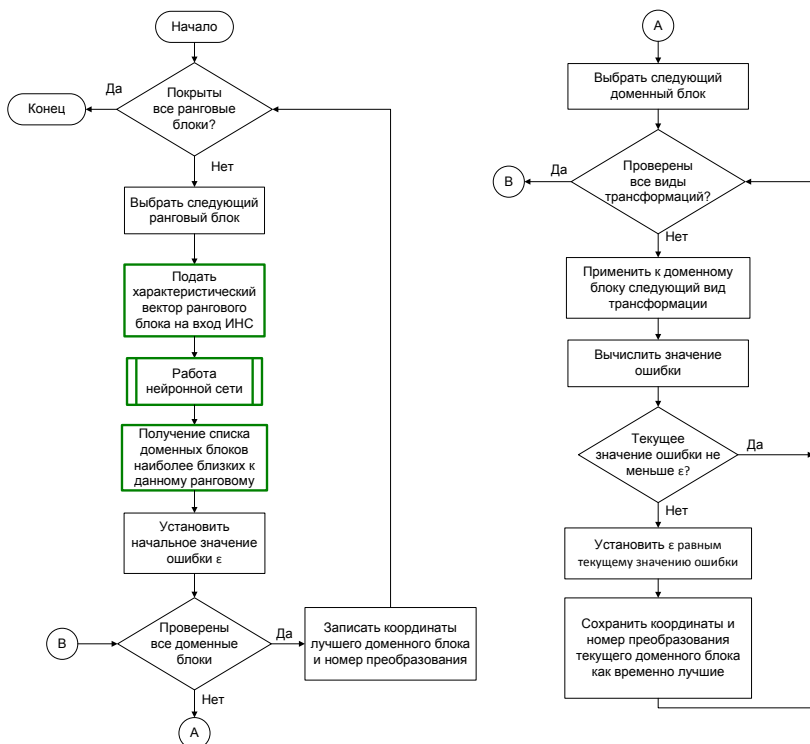 Начало
Покрыты
все ранговые
блоки?
Да
Конец
Нет
Выбрать следующий
ранговый блок
Подать
характеристический
вектор рангового
блока на вход ИНС
Работа
нейронной сети
Получение списка
доменных блоков
наиболее близких к
данному ранговому
Установить
начальное значение
ошибки ε
B
Проверены
все доменные
блоки
Да
Записать координаты
лучшего доменного блока
и номер преобразования
Нет
A
A
Выбрать следующий
доменный блок
Проверены
все виды
трансформаций?
Да
B
Нет
Применить к доменному
блоку следующий вид
трансформации
Вычислить значение
ошибки
Текущее
значение ошибки не
меньше ε?
Да
Нет
Установить ε равным
текущему значению ошибки
Сохранить координаты и
номер преобразования
текущего доменного блока
как временно лучшие